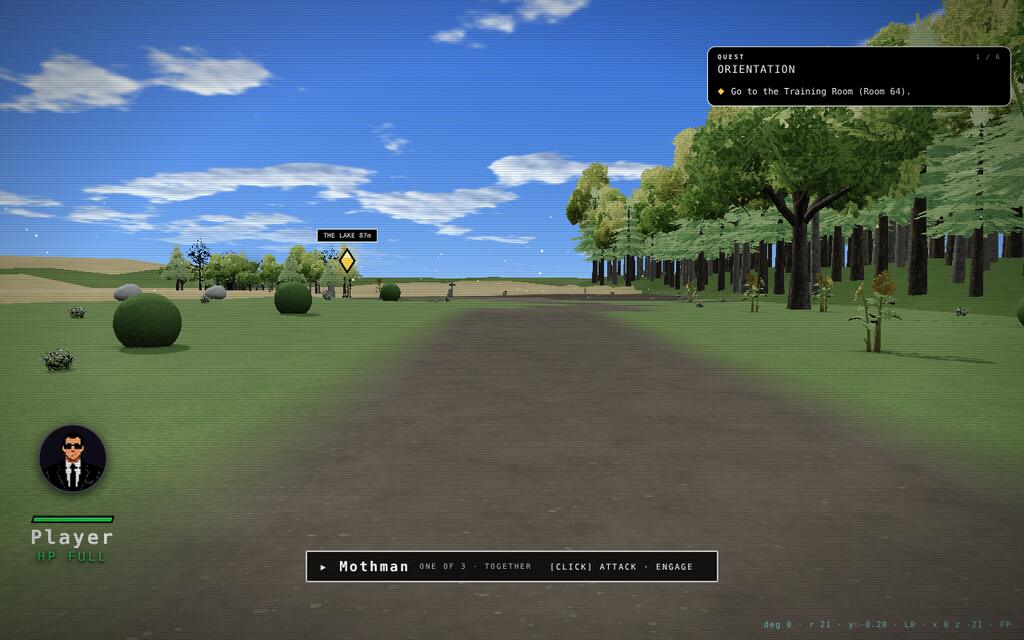 QUEST 1 / 6
ORIENTATION
◆ Go to the Training Room (Room 64).
THE LAKE 87m
Player
HP FULL
▶ Mothman ONE OF 3 · TOGETHER [CLICK] ATTACK · ENGAGE
deg 0 · r 21 · y -0.28 · L0 · x 0 z -21 · FP